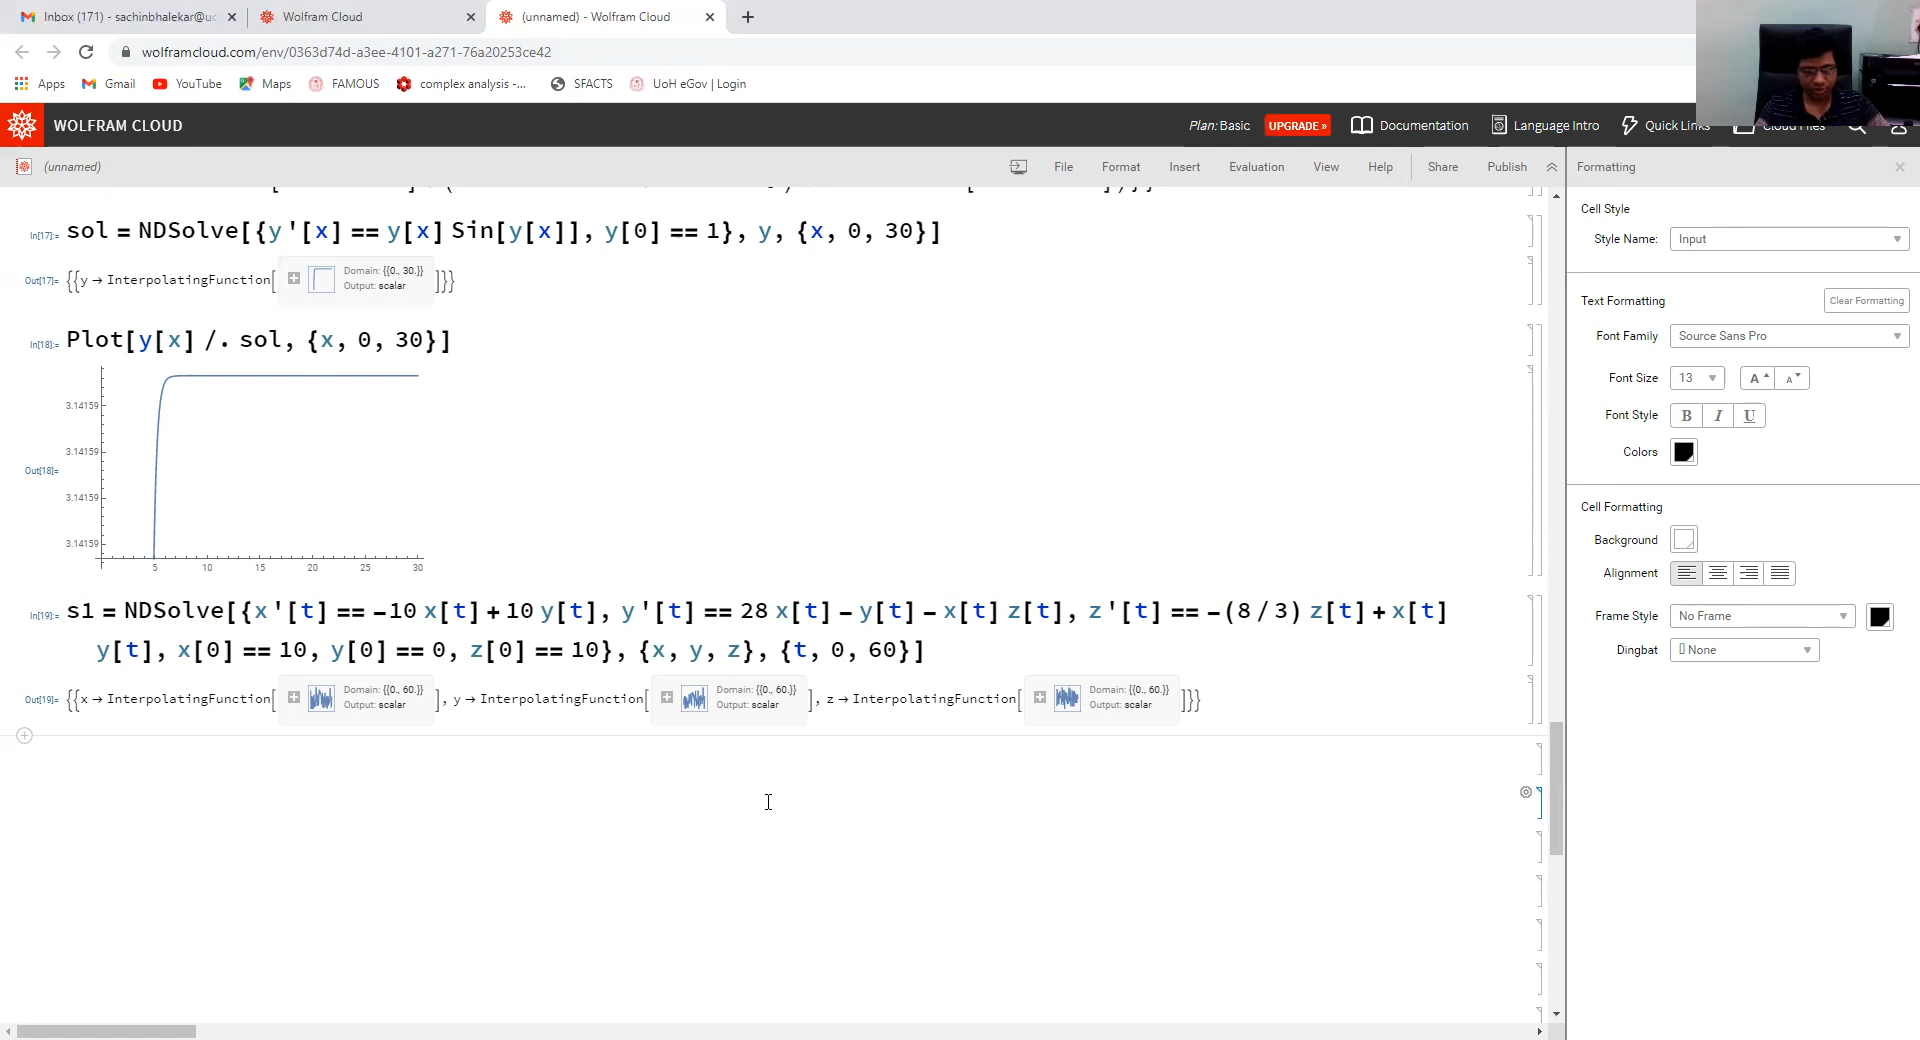 Inbox (171) - sachinbhalekar@u
Wolfram Cloud
(unnamed) - Wolfram Cloud
wolframcloud.com/env/0363d74d-a3ee-4101-a271-76a20253ce42
Apps Gmail YouTube Maps FAMOUS complex analysis -... SFACTS UoH eGov | Login
WOLFRAM CLOUD
Plan: Basic UPGRADE » Documentation Language Intro Quick Links Cloud Files
(unnamed)
File Format Insert Evaluation View Help Share Publish
Formatting
In[17]:= sol = NDSolve[{y'[x] == y[x] Sin[y[x]], y[0] == 1}, y, {x, 0, 30}]
Out[17]= {{y → InterpolatingFunction[ Domain: {{0., 30.}} Output: scalar ]}}
In[18]:= Plot[y[x] /. sol, {x, 0, 30}]
3.14159
3.14159
Out[18]=
3.14159
3.14159
5 10 15 20 25 30
In[19]:= s1 = NDSolve[{x'[t] == -10 x[t] + 10 y[t], y'[t] == 28 x[t] - y[t] - x[t] z[t], z'[t] == -(8 / 3) z[t] + x[t]
y[t], x[0] == 10, y[0] == 0, z[0] == 10}, {x, y, z}, {t, 0, 60}]
Out[19]= {{x → InterpolatingFunction[ Domain: {{0., 60.}} Output: scalar ], y → InterpolatingFunction[ Domain: {{0., 60.}} Output: scalar ], z → InterpolatingFunction[ Domain: {{0., 60.}} Output: scalar ]}}
Cell Style
Style Name: Input
Text Formatting Clear Formatting
Font Family Source Sans Pro
Font Size 13 A A
Font Style B I U
Colors
Cell Formatting
Background
Alignment
Frame Style No Frame
Dingbat None